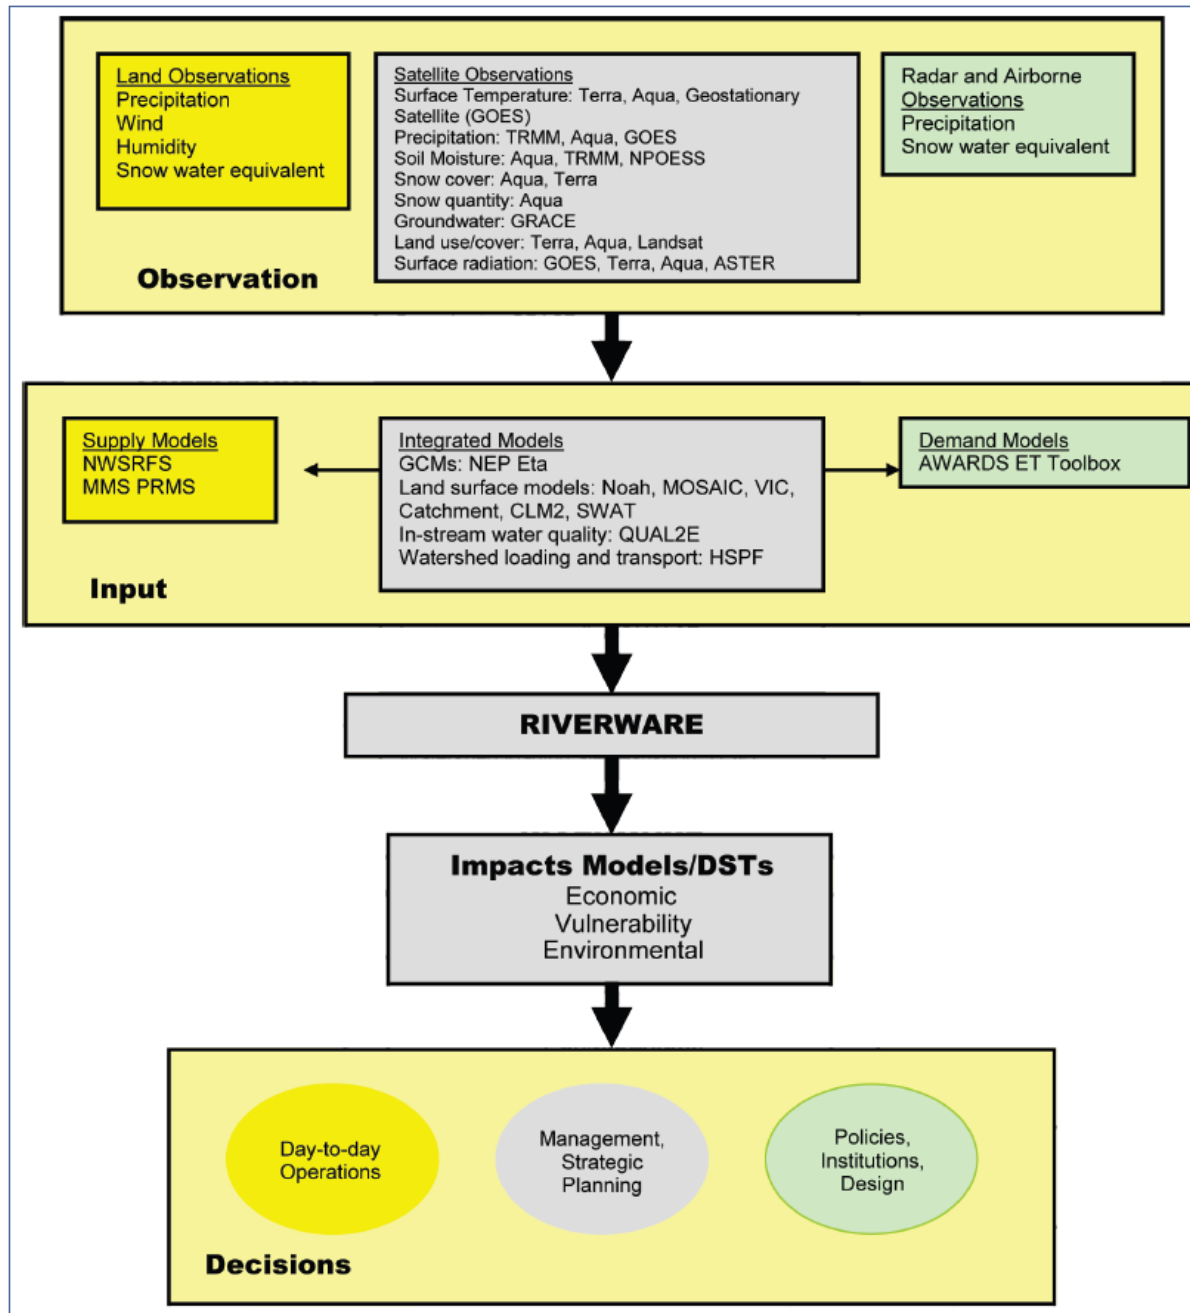 Land Observations
Precipitation
Wind
Humidity
Snow water equivalent
Satellite Observations
Surface Temperature: Terra, Aqua, Geostationary
Satellite (GOES)
Precipitation: TRMM, Aqua, GOES
Soil Moisture: Aqua, TRMM, NPOESS
Snow cover: Aqua, Terra
Snow quantity: Aqua
Groundwater: GRACE
Land use/cover: Terra, Aqua, Landsat
Surface radiation: GOES, Terra, Aqua, ASTER
Radar and Airborne
Observations
Precipitation
Snow water equivalent
Observation
Supply Models
NWSRFS
MMS PRMS
Integrated Models
GCMs: NEP Eta
Land surface models: Noah, MOSAIC, VIC,
Catchment, CLM2, SWAT
In-stream water quality: QUAL2E
Watershed loading and transport: HSPF
Demand Models
AWARDS ET Toolbox
Input
RIVERWARE
Impacts Models/DSTs
Economic
Vulnerability
Environmental
Day-to-day
Operations
Management,
Strategic
Planning
Policies,
Institutions,
Design
Decisions